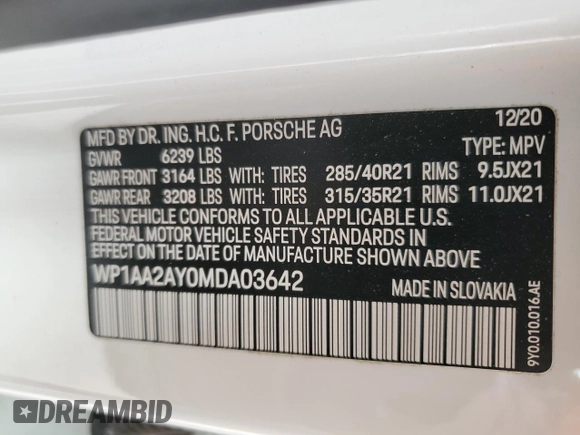 12/20
MFD BY DR. ING. H.C. F. PORSCHE AG
GVWR 6239 LBS TYPE: MPV
GAWR FRONT 3164 LBS WITH: TIRES 285/40R21 RIMS 9.5JX21
GAWR REAR 3208 LBS WITH: TIRES 315/35R21 RIMS 11.0JX21
THIS VEHICLE CONFORMS TO ALL APPLICABLE U.S.
FEDERAL MOTOR VEHICLE SAFETY STANDARDS IN
EFFECT ON THE DATE OF MANUFACTURE SHOWN ABOVE
WP1AA2AY0MDA03642 MADE IN SLOVAKIA
9Y0.010.016.AE
DREAMBID